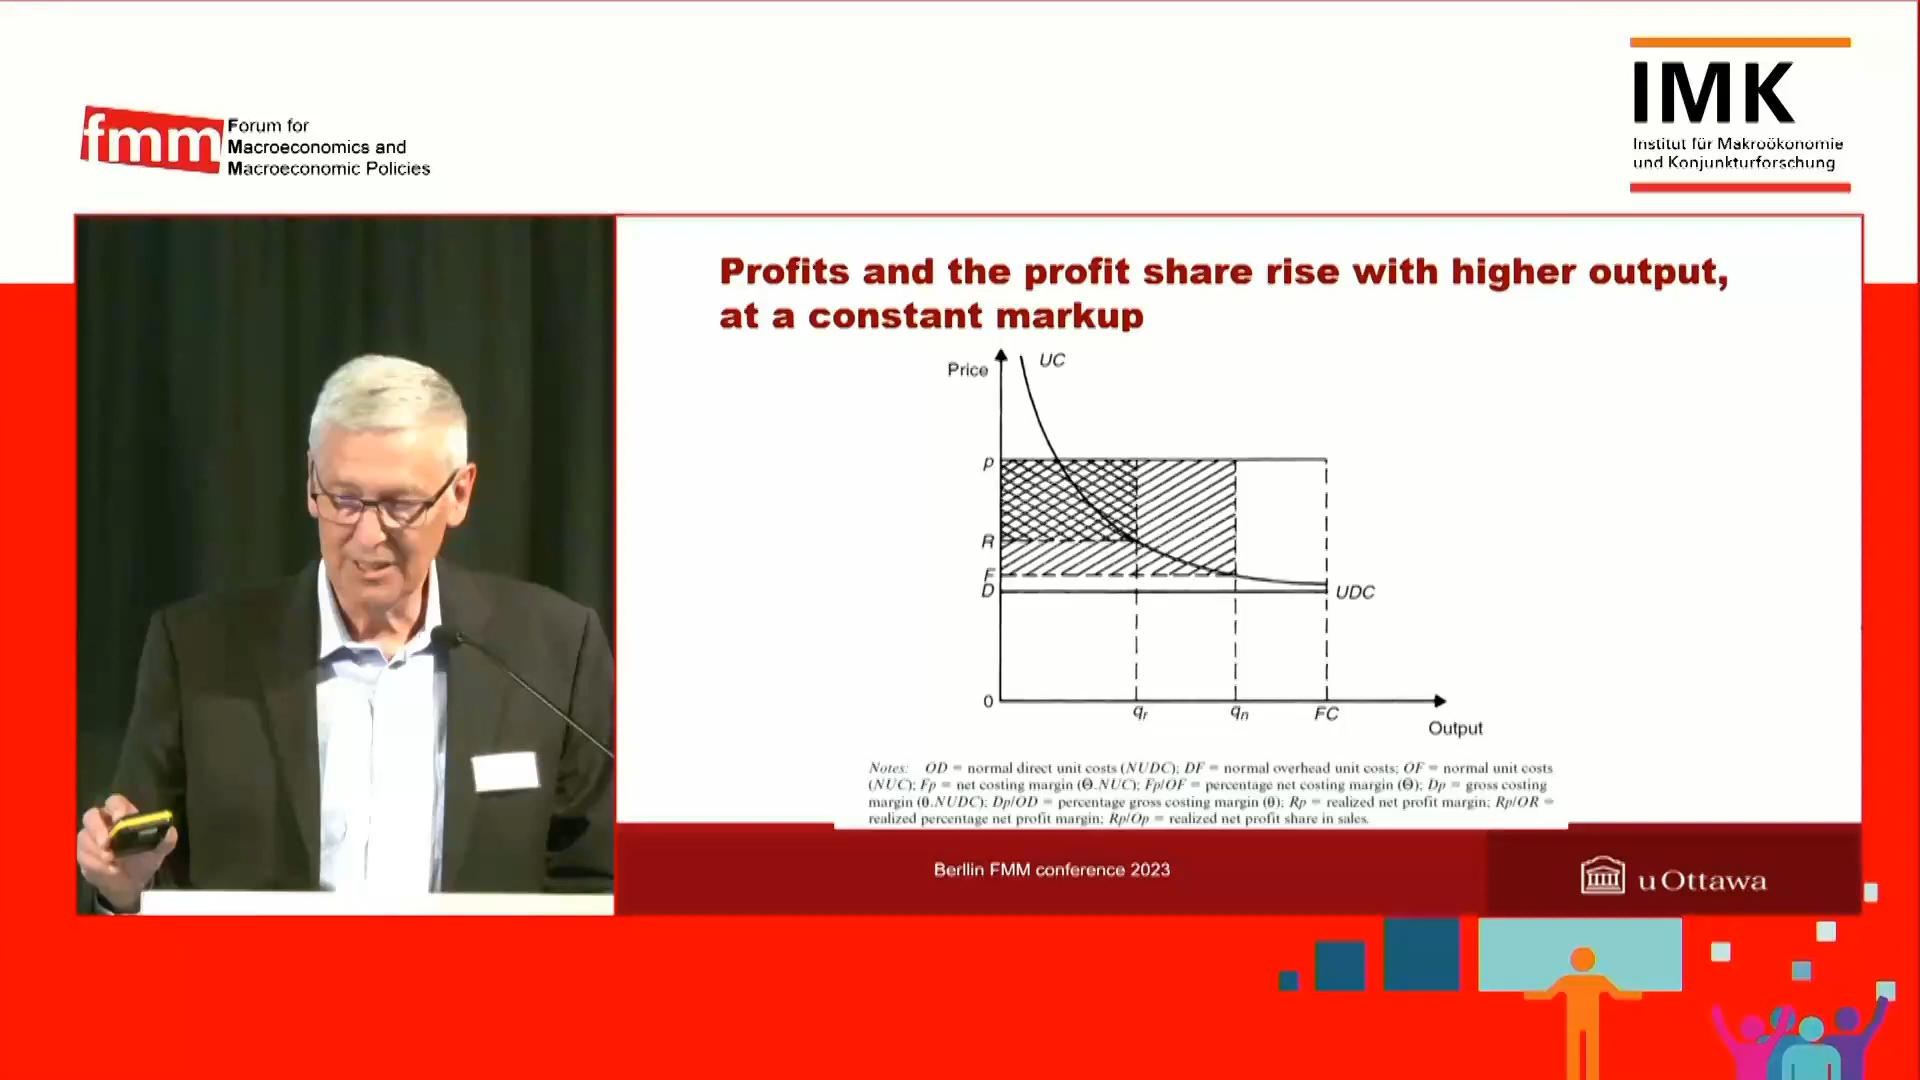 fmm
Forum for
Macroeconomics and
Macroeconomic Policies
IMK
Institut für Makroökonomie
und Konjunkturforschung
Profits and the profit share rise with higher output,
at a constant markup
UC
Price
p
R
F
D
UDC
0
qr
qn
FC
Output
Notes: OD = normal direct unit costs (NUDC); DF = normal overhead unit costs; OF = normal unit costs
(NUC); Fp = net costing margin (Θ.NUC); Fp/OF = percentage net costing margin (Θ); Dp = gross costing
margin (θ.NUDC); Dp/OD = percentage gross costing margin (θ); Rp = realized net profit margin; Rp/OR =
realized percentage net profit margin; Rp/Op = realized net profit share in sales.
Berllin FMM conference 2023
uOttawa